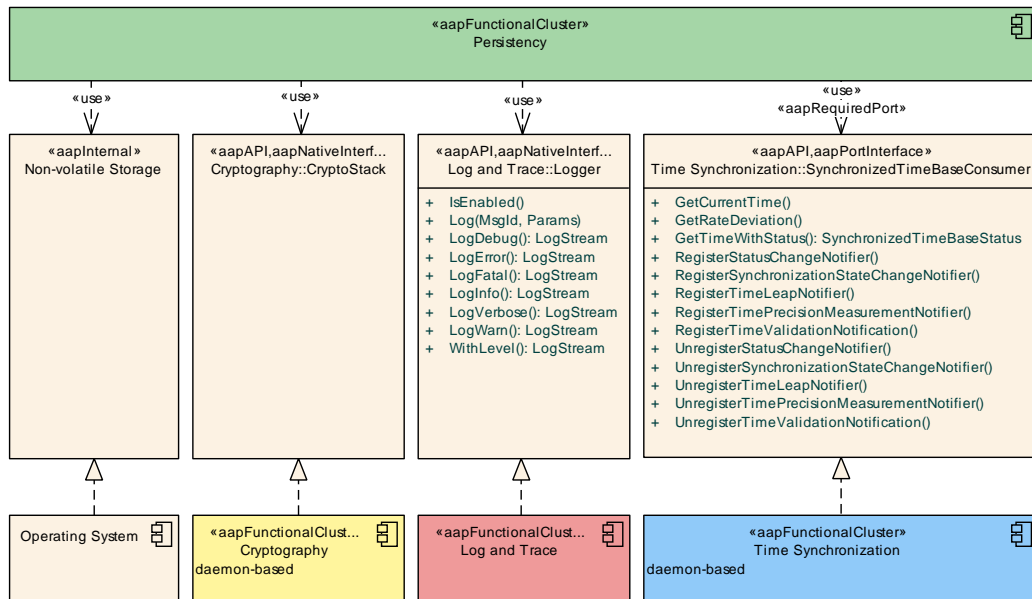 «aapFunctionalCluster»
Persistency
«use»
«use»
«use»
«use»
«aapRequiredPort»
«aapInternal»
Non-volatile Storage
«aapAPI,aapNativeInterf...
Cryptography::CryptoStack
«aapAPI,aapNativeInterf...
Log and Trace::Logger
+ IsEnabled()
+ Log(MsgId, Params)
+ LogDebug(): LogStream
+ LogError(): LogStream
+ LogFatal(): LogStream
+ LogInfo(): LogStream
+ LogVerbose(): LogStream
+ LogWarn(): LogStream
+ WithLevel(): LogStream
«aapAPI,aapPortInterface»
Time Synchronization::SynchronizedTimeBaseConsumer
+ GetCurrentTime()
+ GetRateDeviation()
+ GetTimeWithStatus(): SynchronizedTimeBaseStatus
+ RegisterStatusChangeNotifier()
+ RegisterSynchronizationStateChangeNotifier()
+ RegisterTimeLeapNotifier()
+ RegisterTimePrecisionMeasurementNotifier()
+ RegisterTimeValidationNotification()
+ UnregisterStatusChangeNotifier()
+ UnregisterSynchronizationStateChangeNotifier()
+ UnregisterTimeLeapNotifier()
+ UnregisterTimePrecisionMeasurementNotifier()
+ UnregisterTimeValidationNotification()
Operating System
«aapFunctionalClust...
Cryptography
daemon-based
«aapFunctionalClust...
Log and Trace
«aapFunctionalCluster»
Time Synchronization
daemon-based